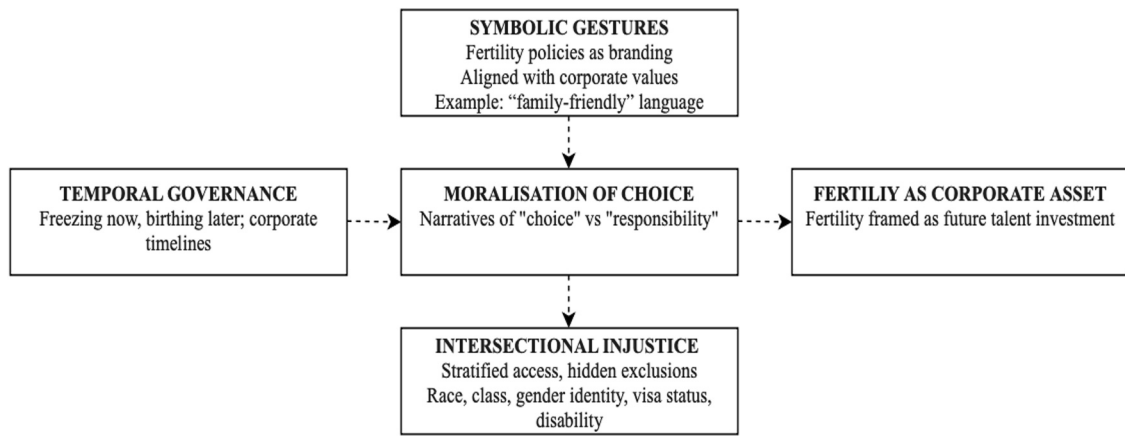 SYMBOLIC GESTURES
Fertility policies as branding
Aligned with corporate values
Example: “family-friendly” language
TEMPORAL GOVERNANCE
Freezing now, birthing later; corporate
timelines
MORALISATION OF CHOICE
Narratives of "choice" vs "responsibility"
FERTILIY AS CORPORATE ASSET
Fertility framed as future talent investment
INTERSECTIONAL INJUSTICE
Stratified access, hidden exclusions
Race, class, gender identity, visa status,
disability